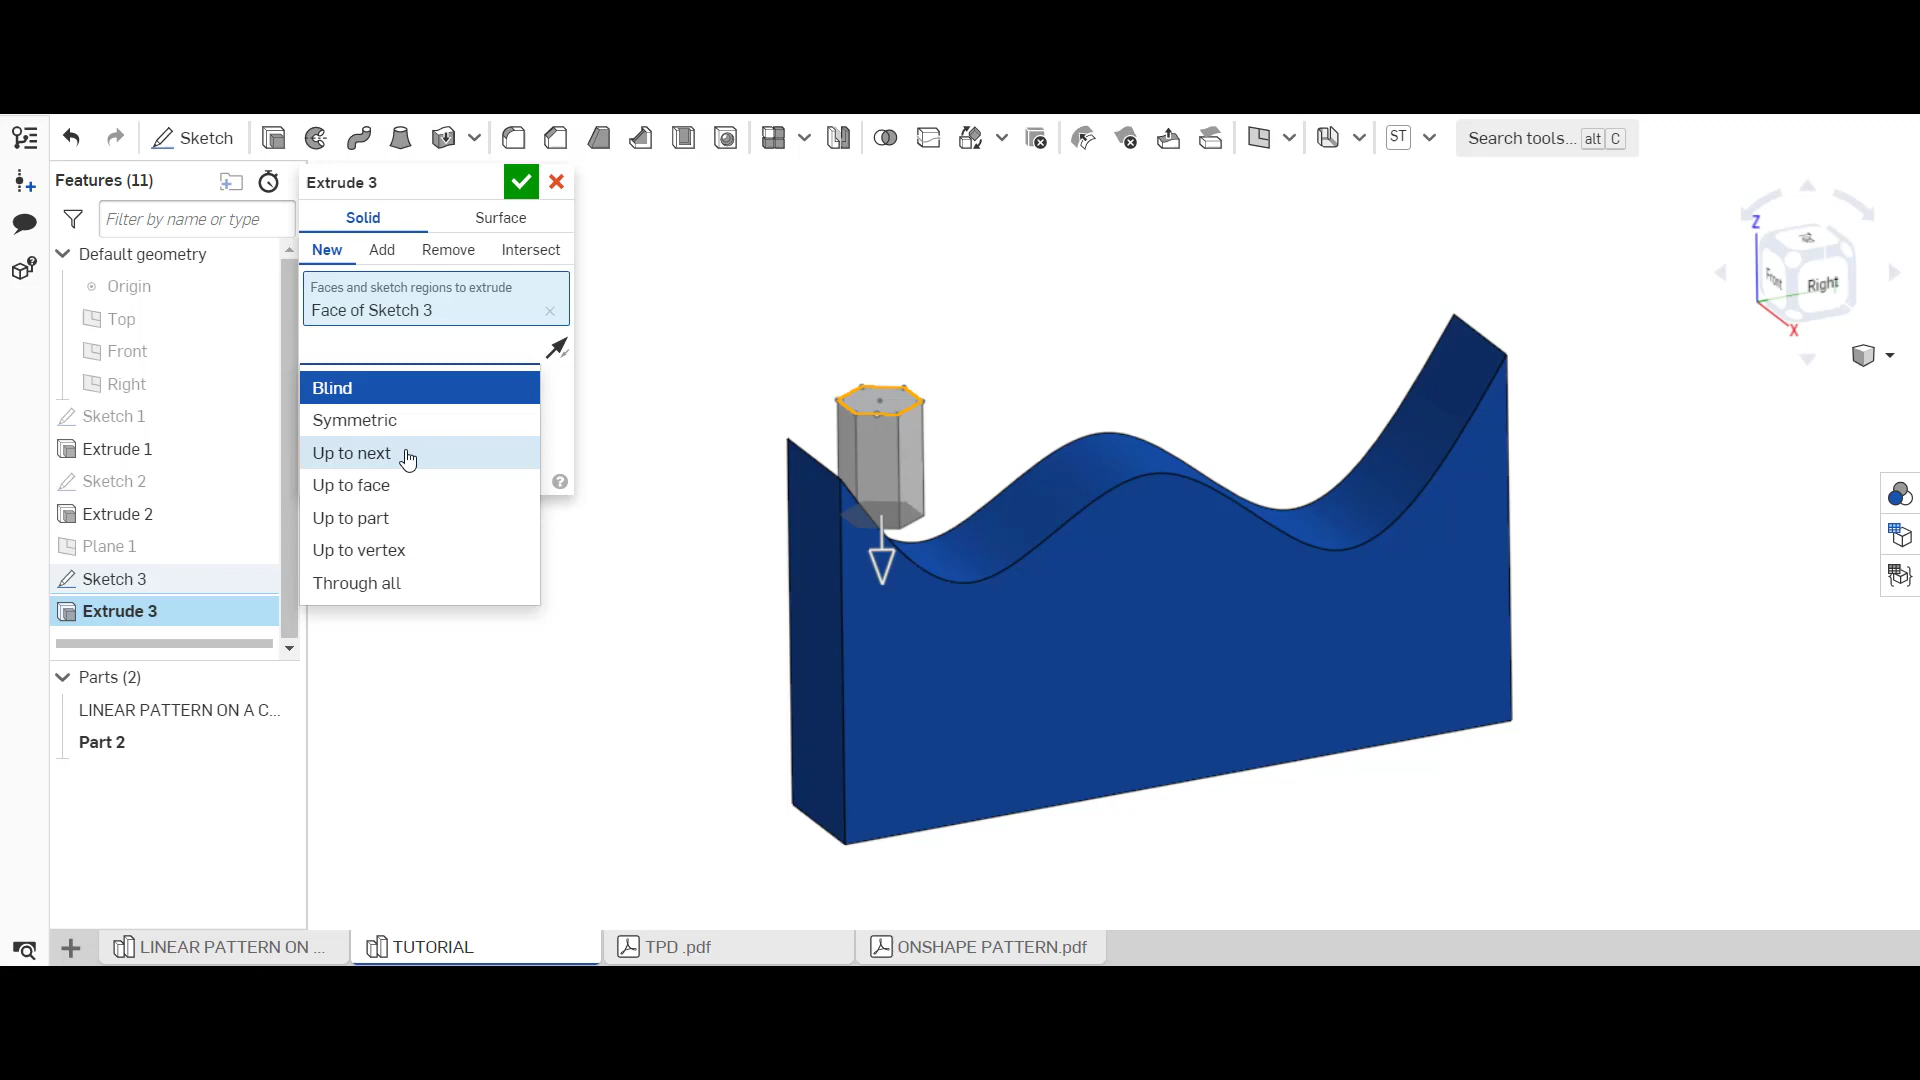 Sketch
ST
Search tools... alt C
Features (11)
Filter by name or type
Default geometry
Origin
Top
Front
Right
Sketch 1
Extrude 1
Sketch 2
Extrude 2
Plane 1
Sketch 3
Extrude 3
Parts (2)
LINEAR PATTERN ON A C...
Part 2
Extrude 3
Solid Surface
New Add Remove Intersect
Faces and sketch regions to extrude
Face of Sketch 3
Blind
Symmetric
Up to next
Up to face
Up to part
Up to vertex
Through all
Z
Front
Right
X
LINEAR PATTERN ON ...
TUTORIAL
TPD .pdf
ONSHAPE PATTERN.pdf